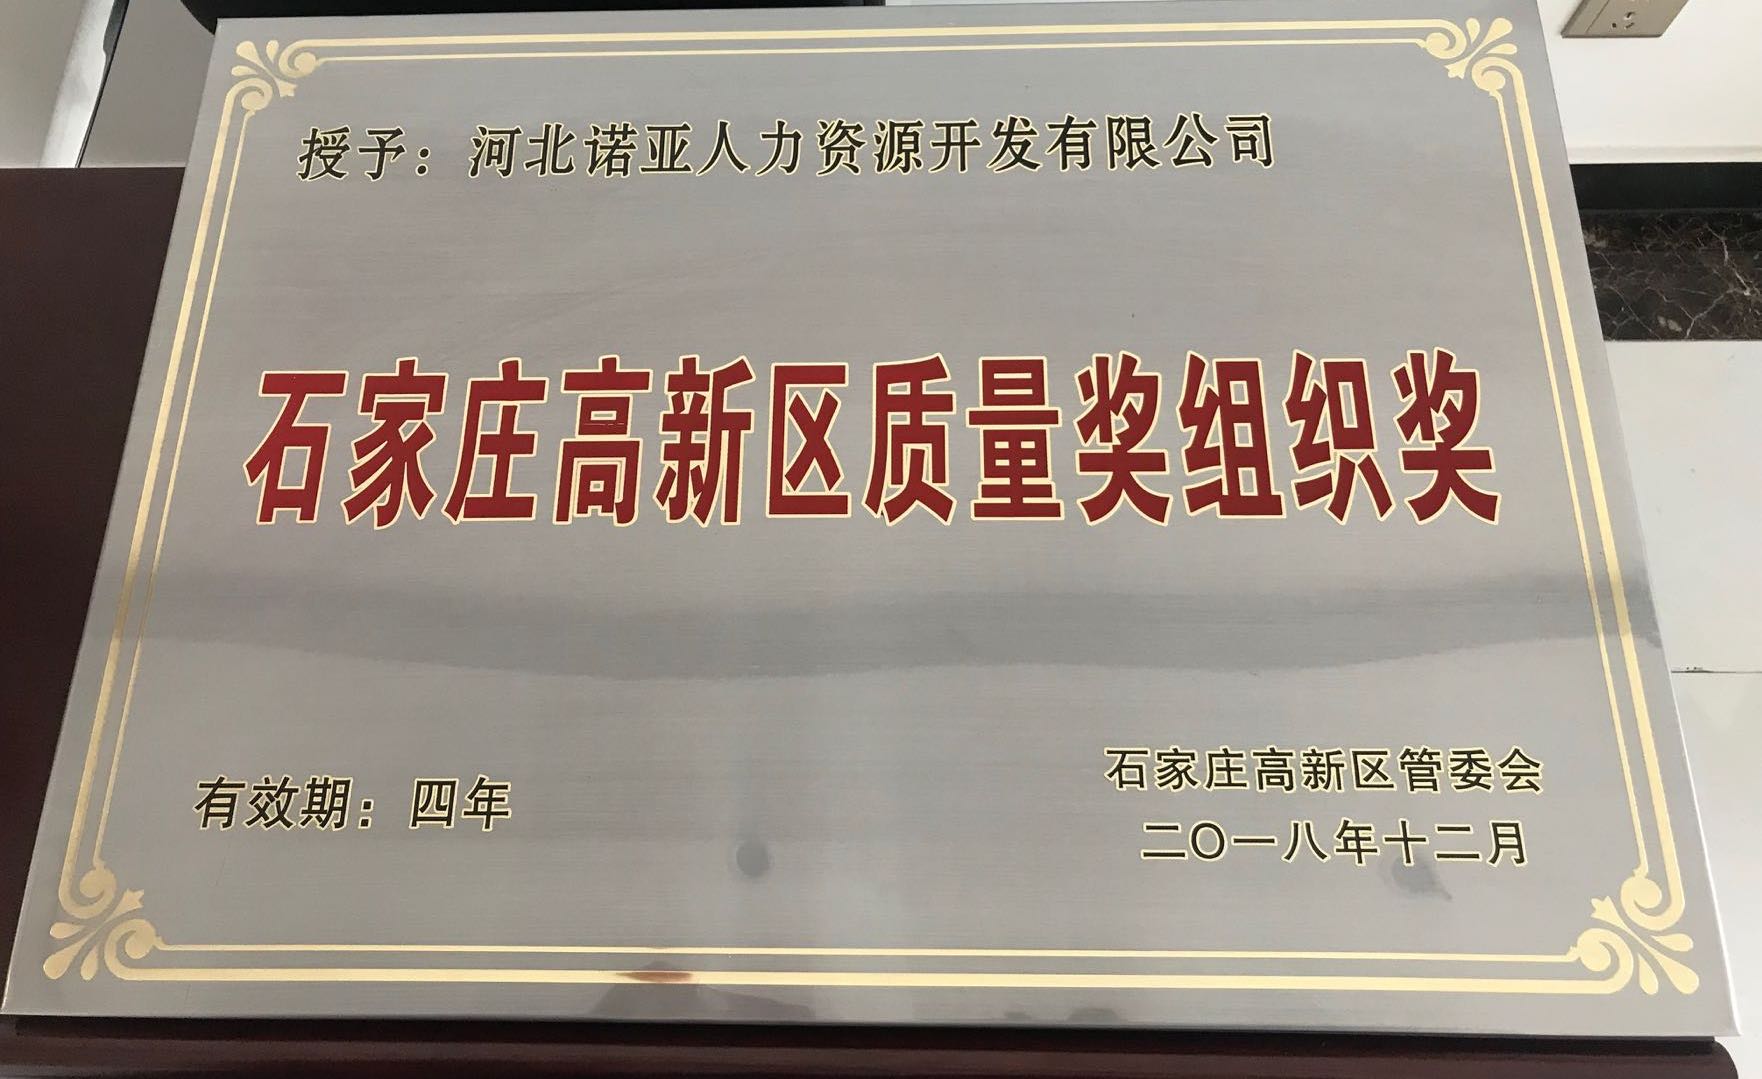 授予：河北诺亚人力资源开发有限公司
石家庄高新区质量奖组织奖
有效期：四年
石家庄高新区管委会
二〇一八年十二月